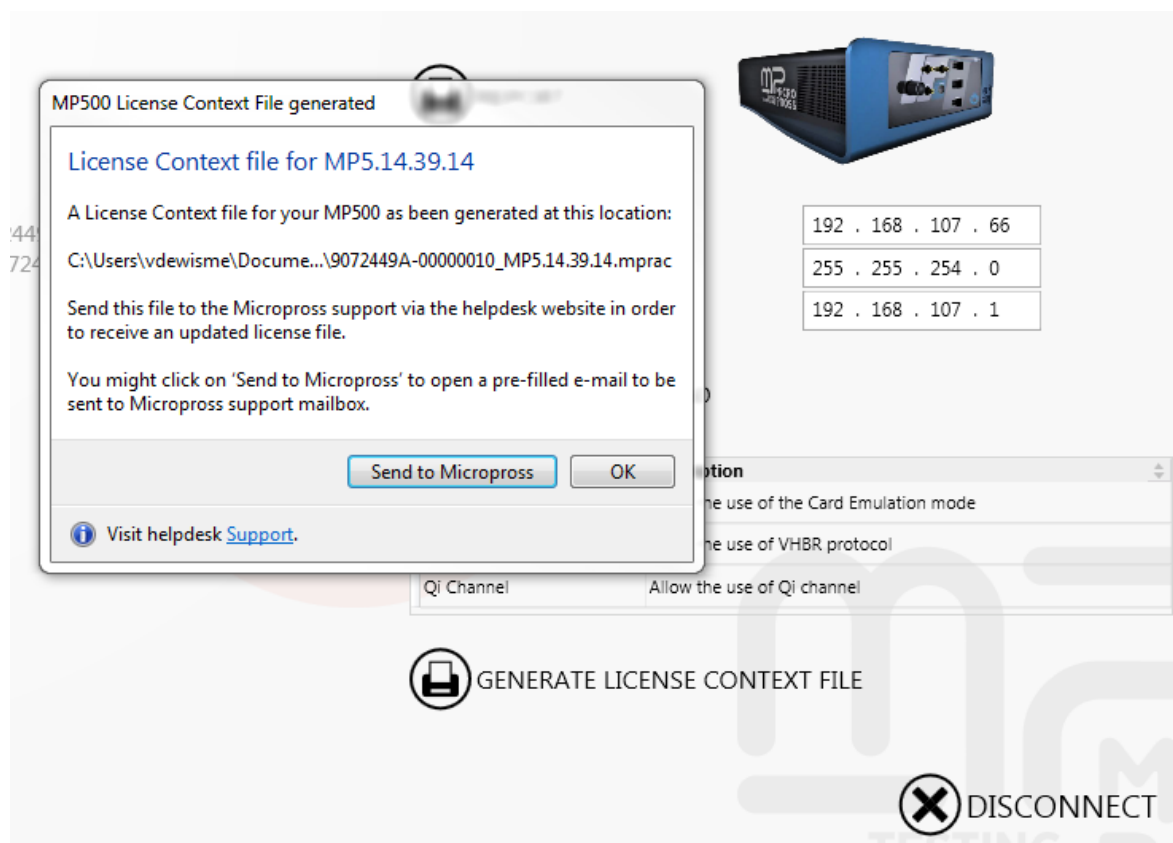 MP500 License Context File generated
License Context file for MP5.14.39.14
A License Context file for your MP500 as been generated at this location:
C:\Users\vdewisme\Docume...\9072449A-00000010_MP5.14.39.14.mprac
Send this file to the Micropross support via the helpdesk website in order
to receive an updated license file.
You might click on 'Send to Micropross' to open a pre-filled e-mail to be
sent to Micropross support mailbox.
Send to Micropross
OK
Visit helpdesk Support.
192 . 168 . 107 . 66
255 . 255 . 254 . 0
192 . 168 . 107 . 1
the use of the Card Emulation mode
the use of VHBR protocol
Qi Channel Allow the use of Qi channel
GENERATE LICENSE CONTEXT FILE
DISCONNECT
TESTING